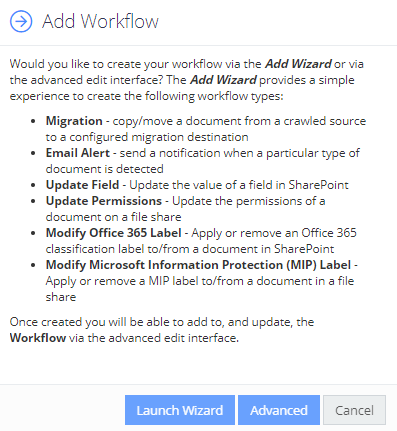 Add Workflow
Would you like to create your workflow via the Add Wizard or via
the advanced edit interface? The Add Wizard provides a simple
experience to create the following workflow types:
• Migration - copy/move a document from a crawled source
to a configured migration destination
• Email Alert - send a notification when a particular type of
document is detected
• Update Field - Update the value of a field in SharePoint
• Update Permissions - Update the permissions of a
document on a file share
• Modify Office 365 Label - Apply or remove an Office 365
classification label to/from a document in SharePoint
• Modify Microsoft Information Protection (MIP) Label -
Apply or remove a MIP label to/from a document in a file
share
Once created you will be able to add to, and update, the
Workflow via the advanced edit interface.
Launch Wizard Advanced Cancel